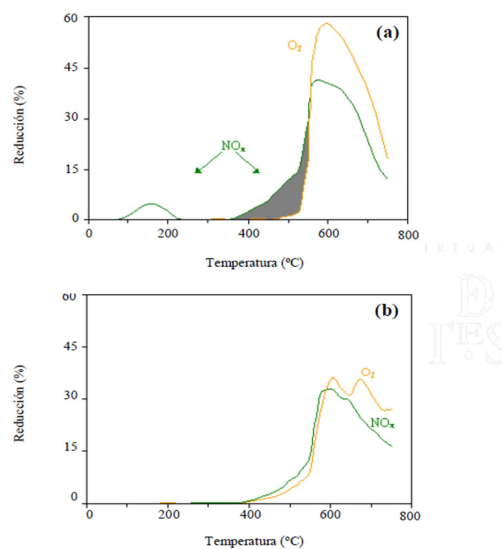 60
(a)
O₂
45
Reducción (%)
30
NOₓ
15
0
0 200 400 600 800
Temperatura (ºC)
60
(b)
45
O₂
Reducción (%)
30
NOₓ
15
0
0 200 400 600 800
Temperatura (ºC)